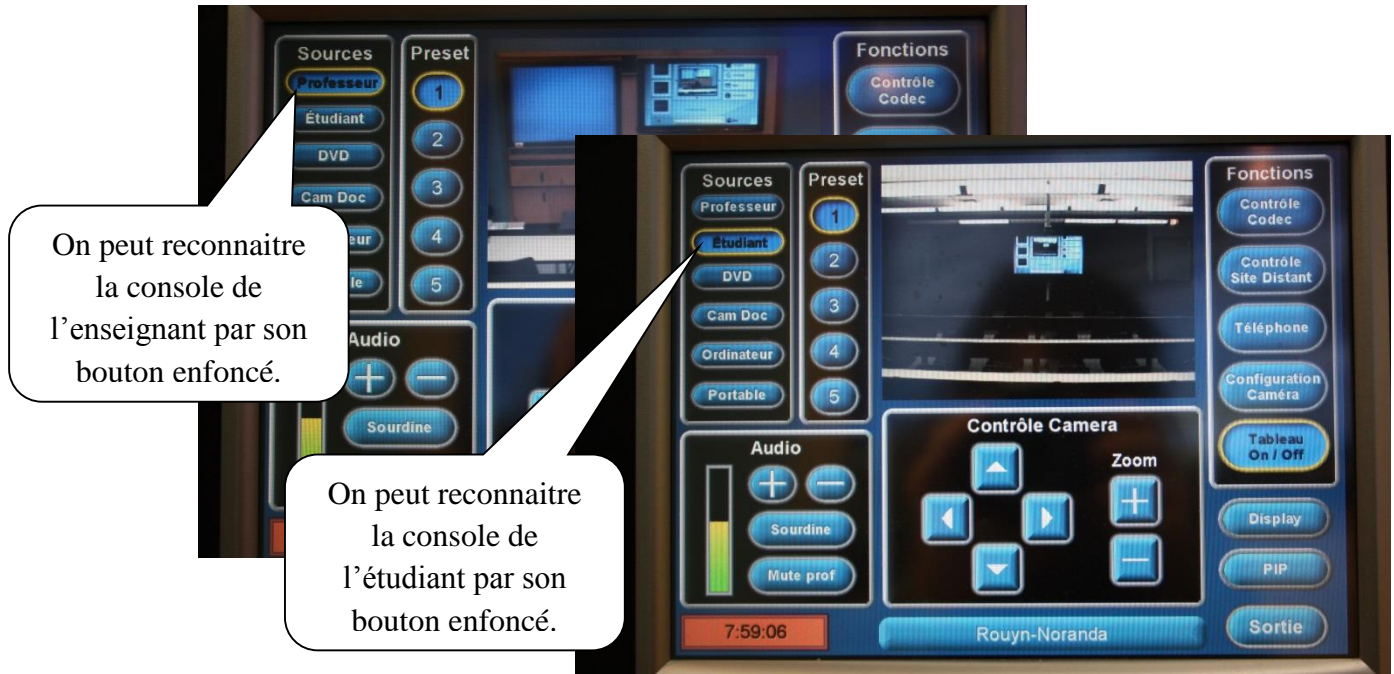 Sources
Preset
Fonctions
Professeur
1
Contrôle
Codec
Étudiant
2
DVD
3
Cam Doc
4
5
Audio
+
-
Sourdine
On peut reconnaitre
la console de
l’enseignant par son
bouton enfoncé.
Sources
Preset
Fonctions
Professeur
1
Contrôle
Codec
Étudiant
2
Contrôle
Site Distant
DVD
3
Cam Doc
Téléphone
4
Ordinateur
Configuration
Caméra
Portable
5
Tableau
On / Off
Audio
+
-
Sourdine
Mute prof
Contrôle Camera
Zoom
+
-
Display
PIP
Sortie
7:59:06
Rouyn-Noranda
On peut reconnaitre
la console de
l’étudiant par son
bouton enfoncé.